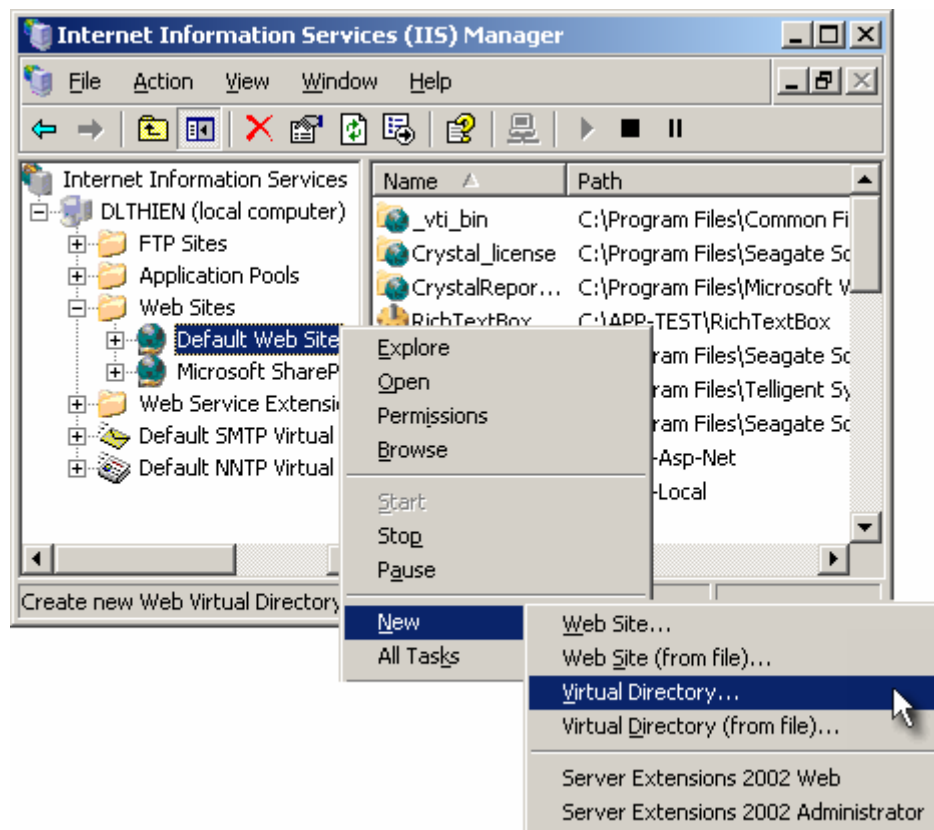 Internet Information Services (IIS) Manager
File Action View Window Help
Internet Information Services
DLTHIEN (local computer)
FTP Sites
Application Pools
Web Sites
Default Web Site
Microsoft ShareP
Web Service Extensi
Default SMTP Virtual
Default NNTP Virtual
Name Path
_vti_bin C:\Program Files\Common Fi
Crystal_license C:\Program Files\Seagate So
CrystalRepor... C:\Program Files\Microsoft V
RichTextBox C:\APP-TEST\RichTextBox
ram Files\Seagate So
ram Files\Telligent Sy
ram Files\Seagate So
-Asp-Net
-Local
Explore
Open
Permissions
Browse
Start
Stop
Pause
New
All Tasks
Web Site...
Web Site (from file)...
Virtual Directory...
Virtual Directory (from file)...
Server Extensions 2002 Web
Server Extensions 2002 Administrator
Create new Web Virtual Directory